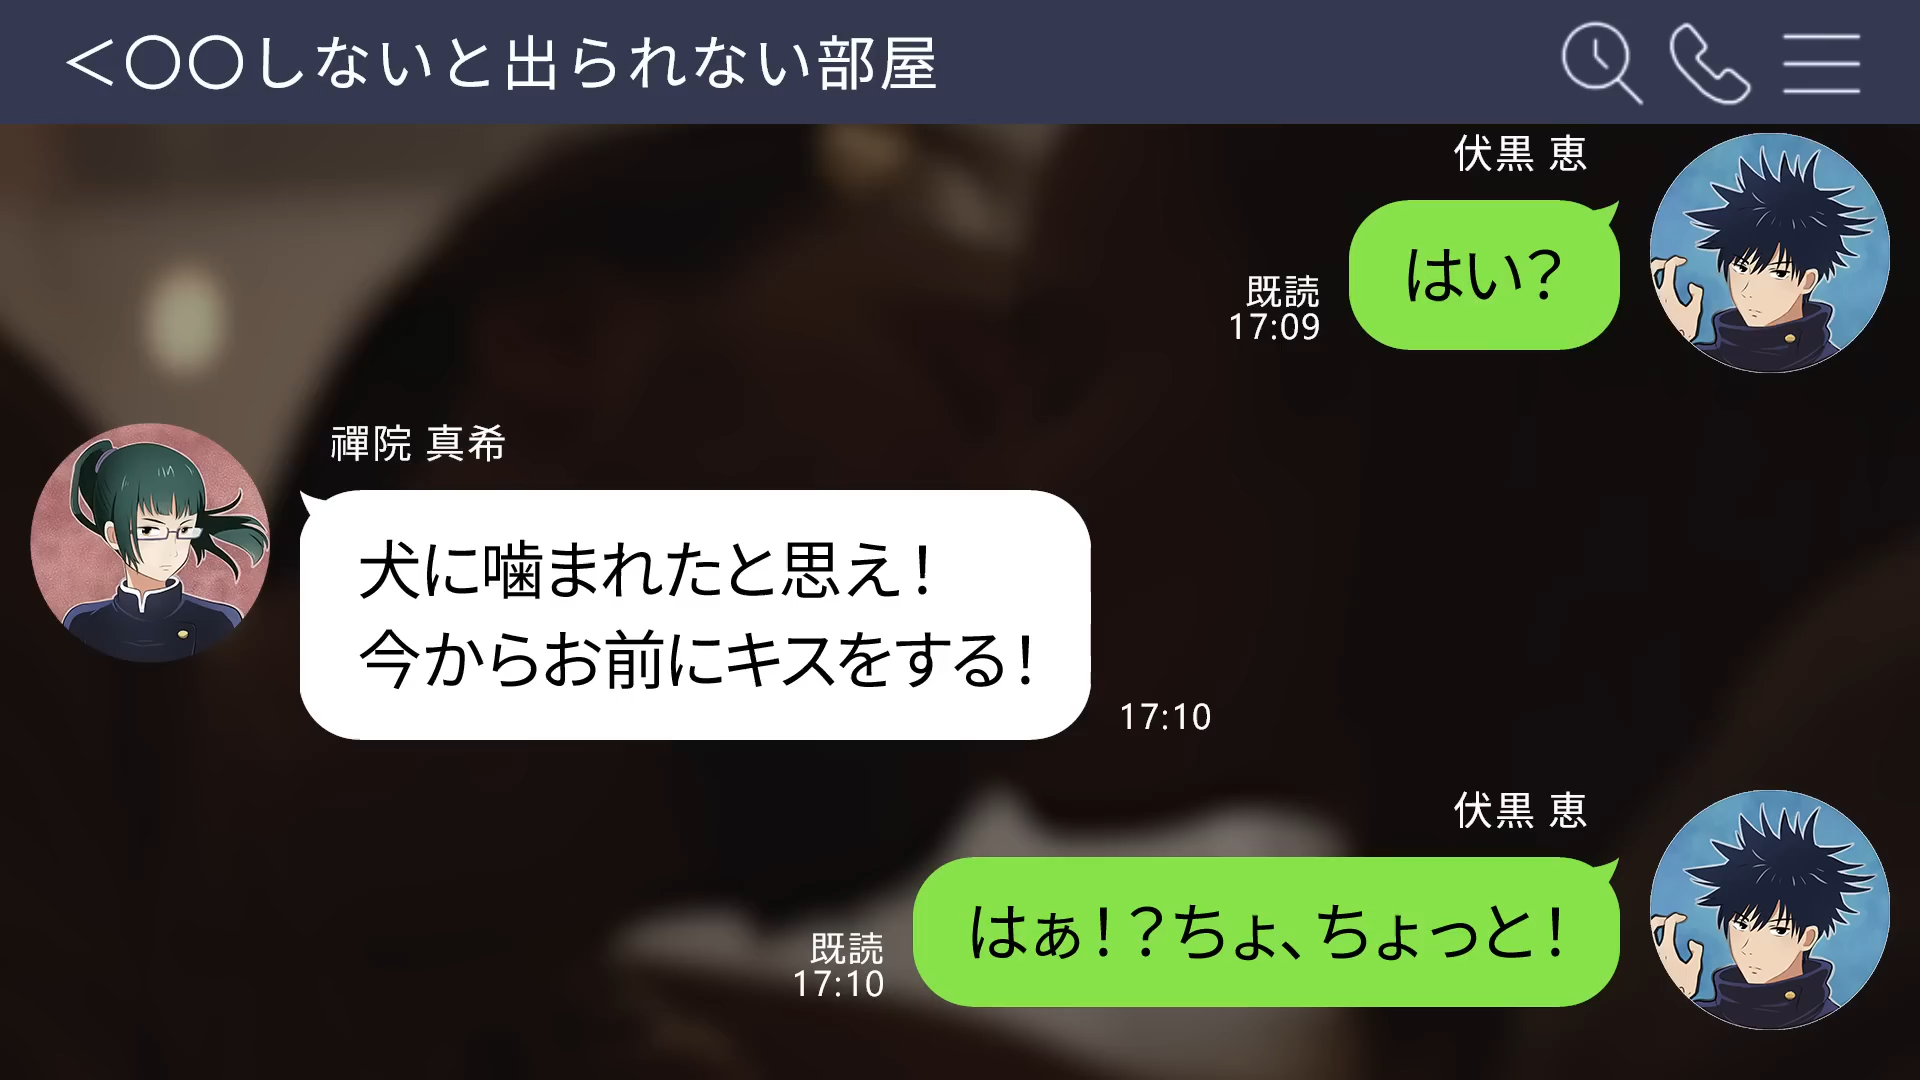 ＜〇〇しないと出られない部屋
伏黒 恵
はい？
既読
17:09
禪院 真希
犬に噛まれたと思え！
今からお前にキスをする！
17:10
伏黒 恵
はぁ！？ちょ、ちょっと！
既読
17:10